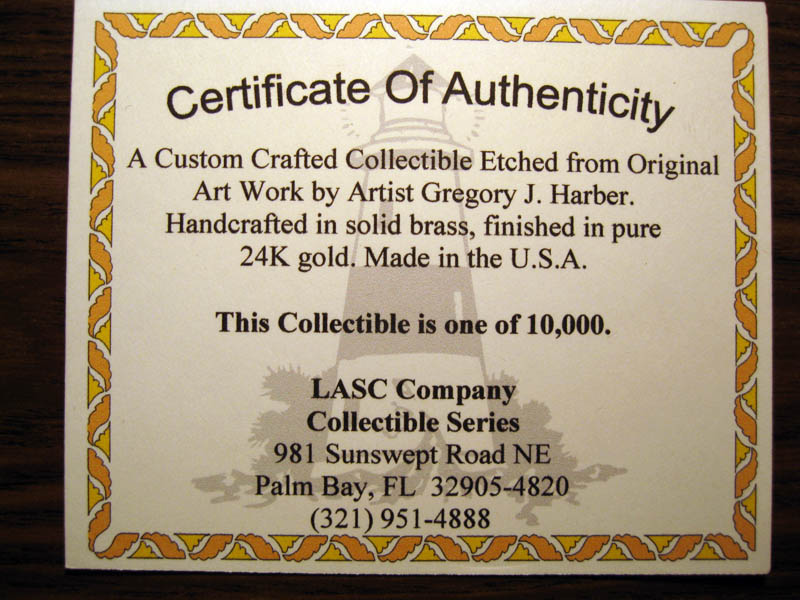 Certificate Of Authenticity
A Custom Crafted Collectible Etched from Original
Art Work by Artist Gregory J. Harber.
Handcrafted in solid brass, finished in pure
24K gold. Made in the U.S.A.
This Collectible is one of 10,000.
LASC Company
Collectible Series
981 Sunswept Road NE
Palm Bay, FL 32905-4820
(321) 951-4888